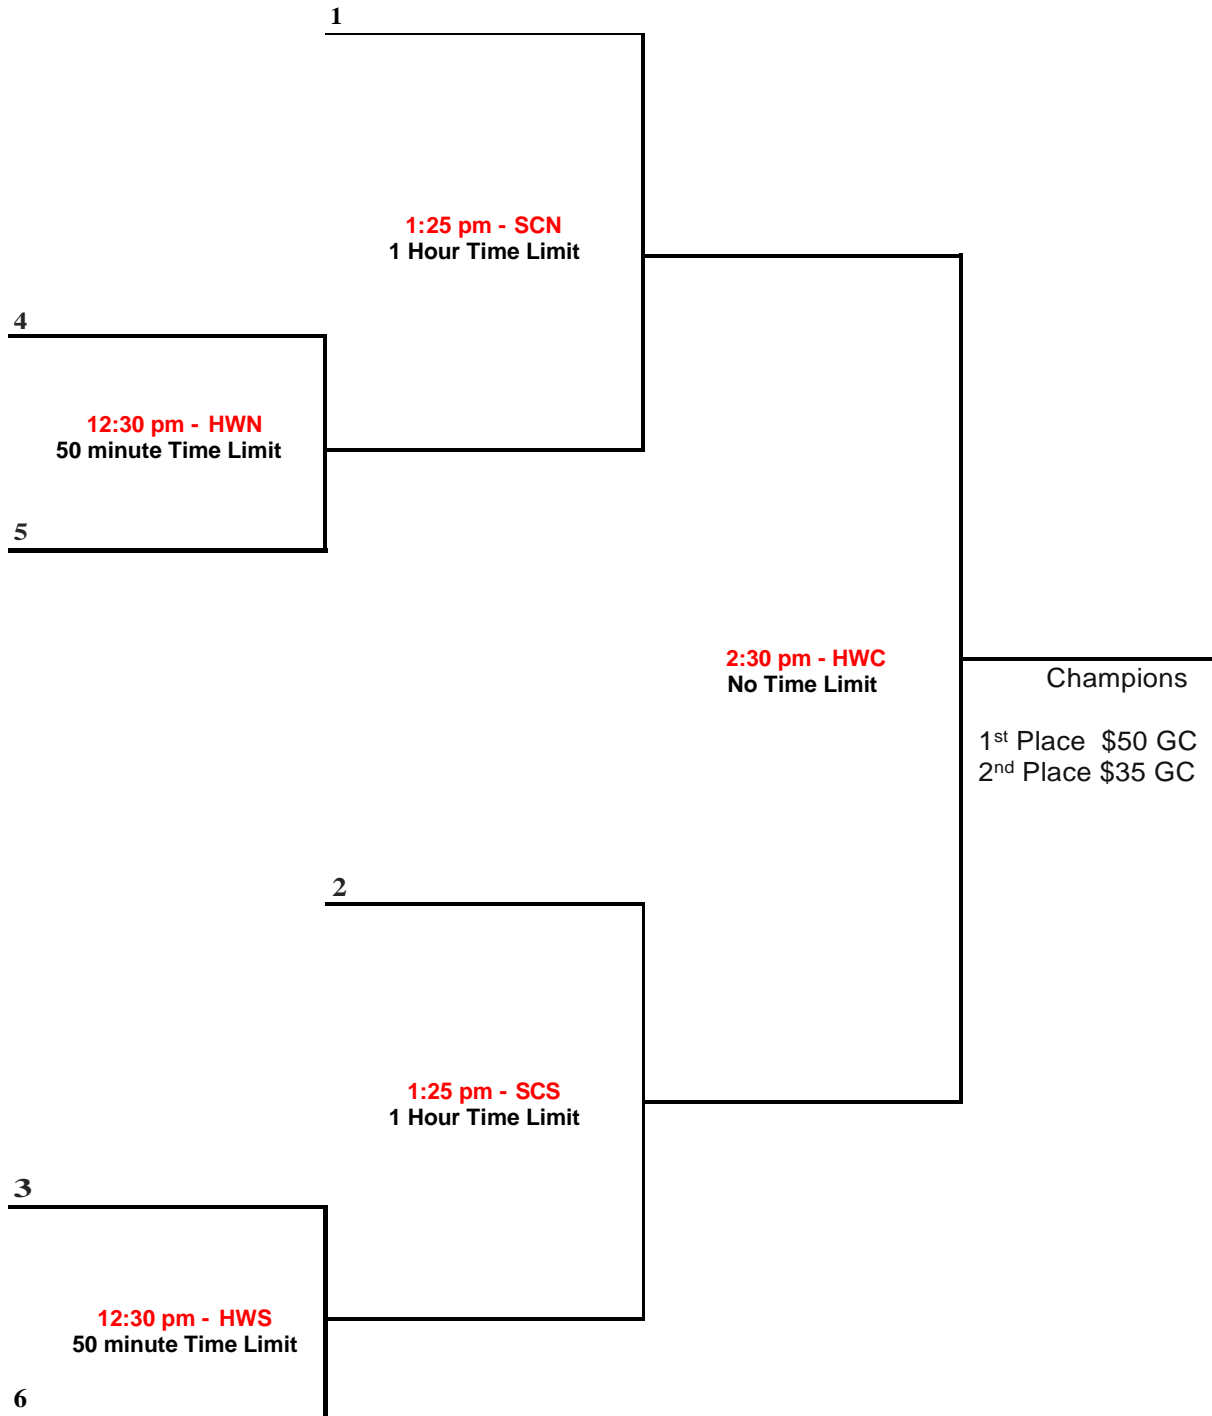 1
1:25 pm - SCN
1 Hour Time Limit
4
12:30 pm - HWN
50 minute Time Limit
5
2:30 pm - HWC
No Time Limit
Champions
1st Place $50 GC
2nd Place $35 GC
2
1:25 pm - SCS
1 Hour Time Limit
3
12:30 pm - HWS
50 minute Time Limit
6